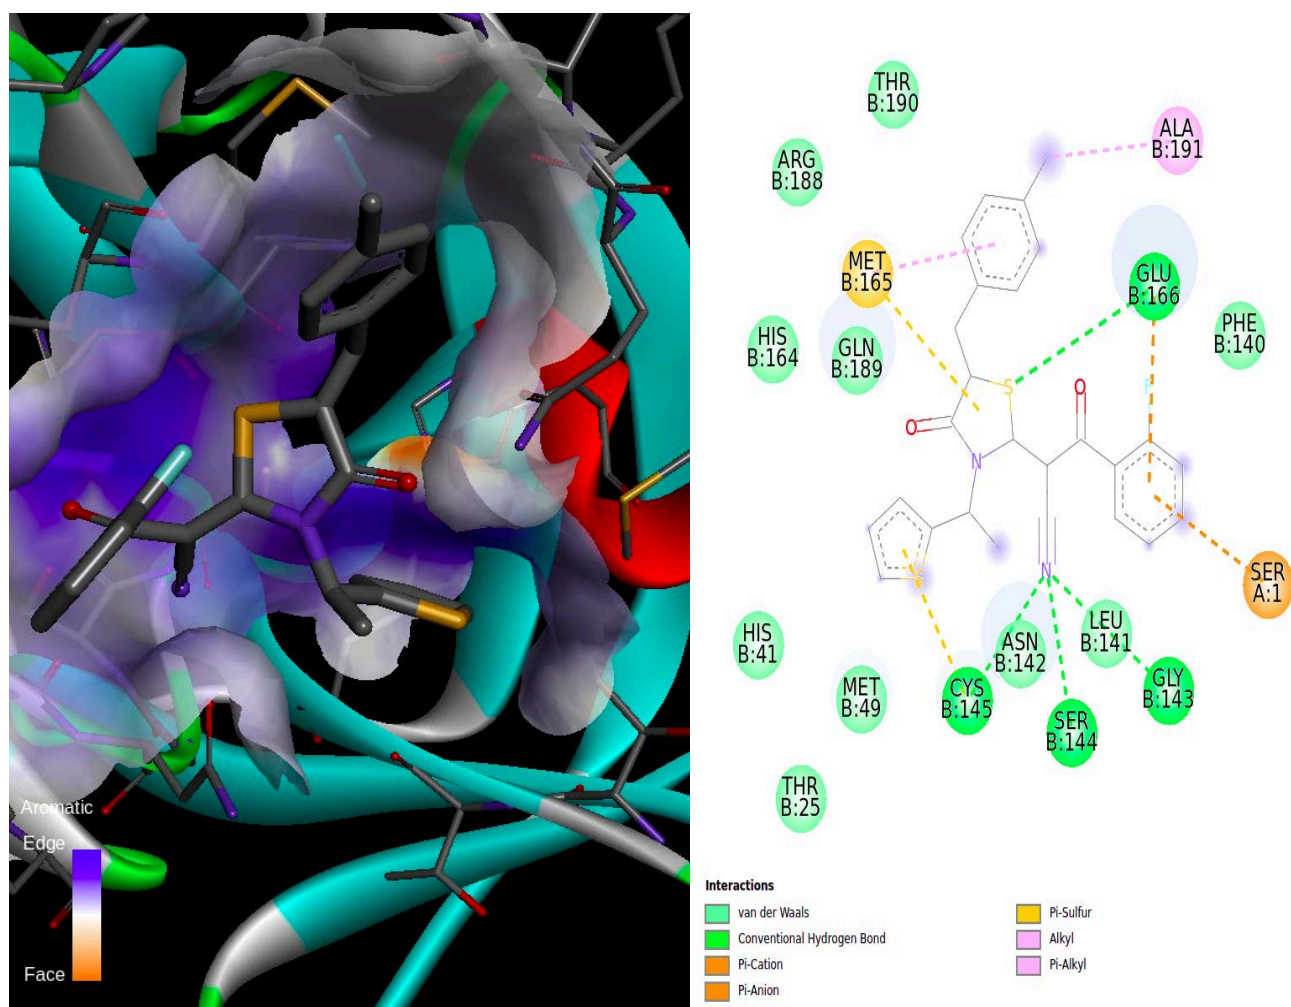 Aromatic
Edge
Face
THR
B:190
ALA
B:191
ARG
B:188
MET
B:165
GLU
B:166
PHE
B:140
HIS
B:164
GLN
B:189
F
S
O
O
N
N
S
SER
A:1
HIS
B:41
ASN
B:142
LEU
B:141
MET
B:49
CYS
B:145
SER
B:144
GLY
B:143
THR
B:25
Interactions
van der Waals
Conventional Hydrogen Bond
Pi-Cation
Pi-Anion
Pi-Sulfur
Alkyl
Pi-Alkyl